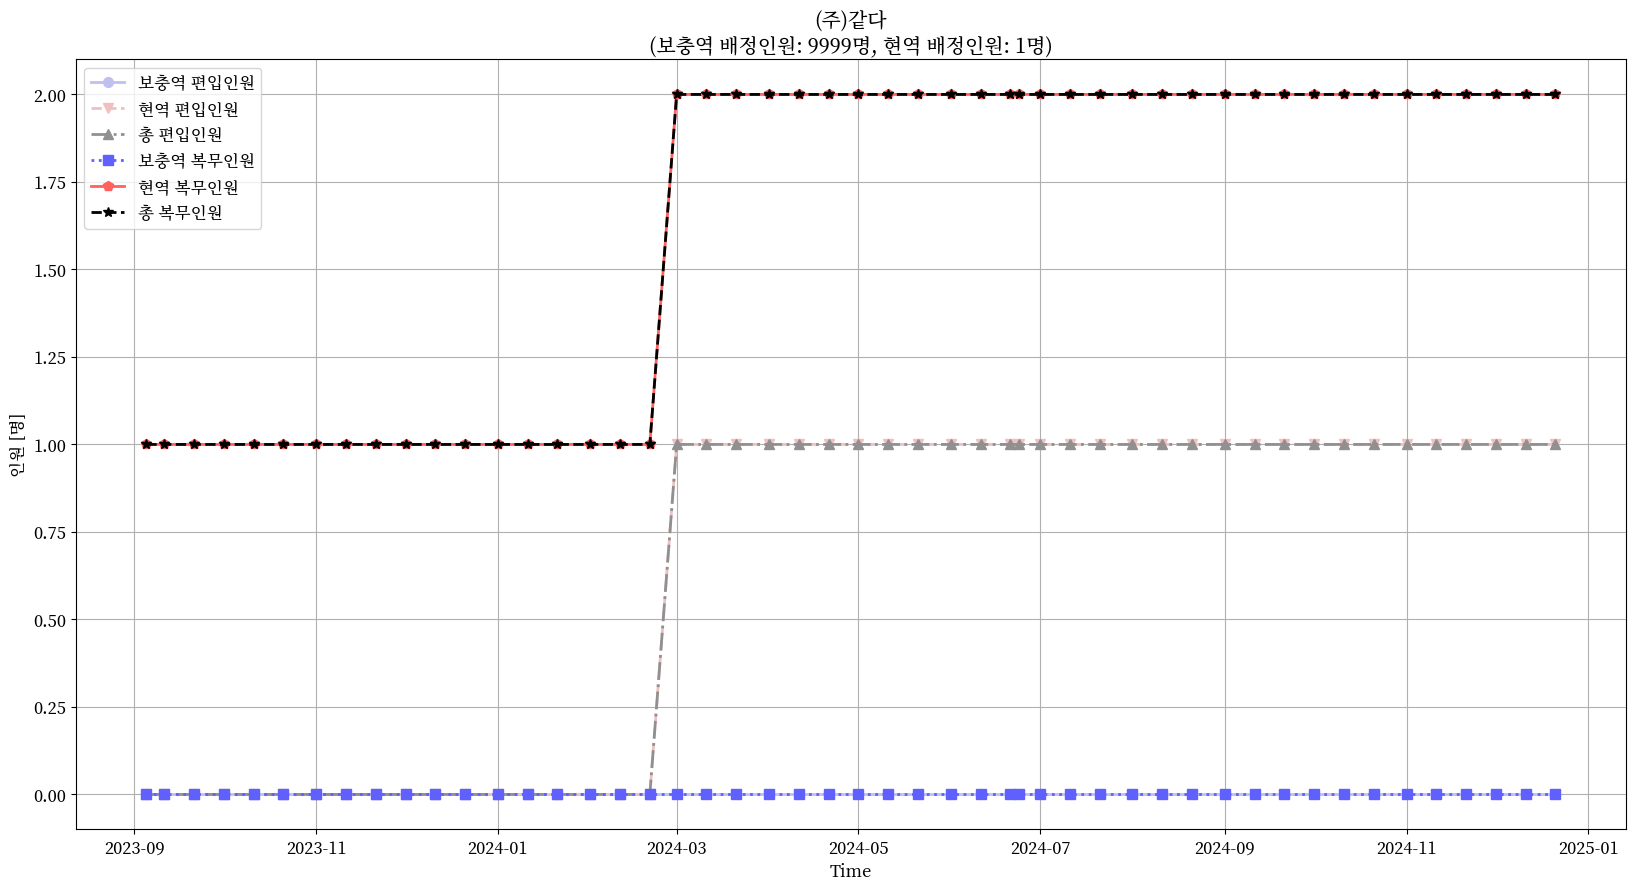 (주)같다
(보충역 배정인원: 9999명, 현역 배정인원: 1명)
보충역 편입인원
현역 편입인원
총 편입인원
보충역 복무인원
현역 복무인원
총 복무인원
인원 [명]
2.00
1.75
1.50
1.25
1.00
0.75
0.50
0.25
0.00
2023-09 2023-11 2024-01 2024-03 2024-05 2024-07 2024-09 2024-11 2025-01
Time